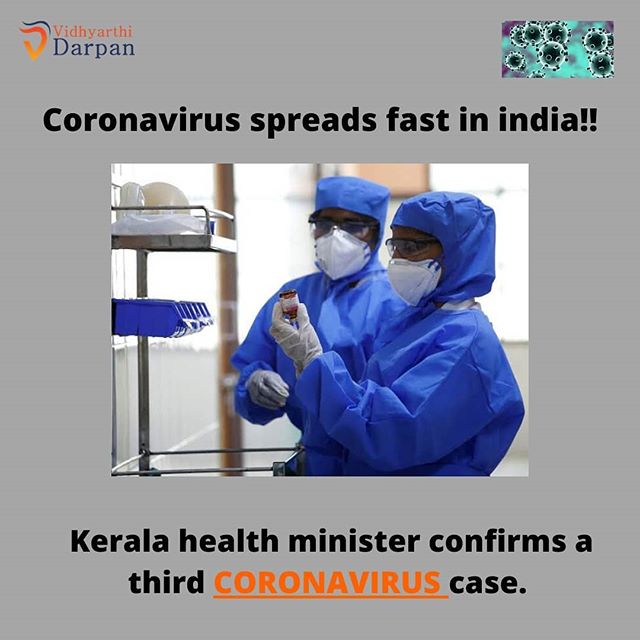 Vidhyarthi
Darpan
Coronavirus spreads fast in india!!
Kerala health minister confirms a
third CORONAVIRUS case.